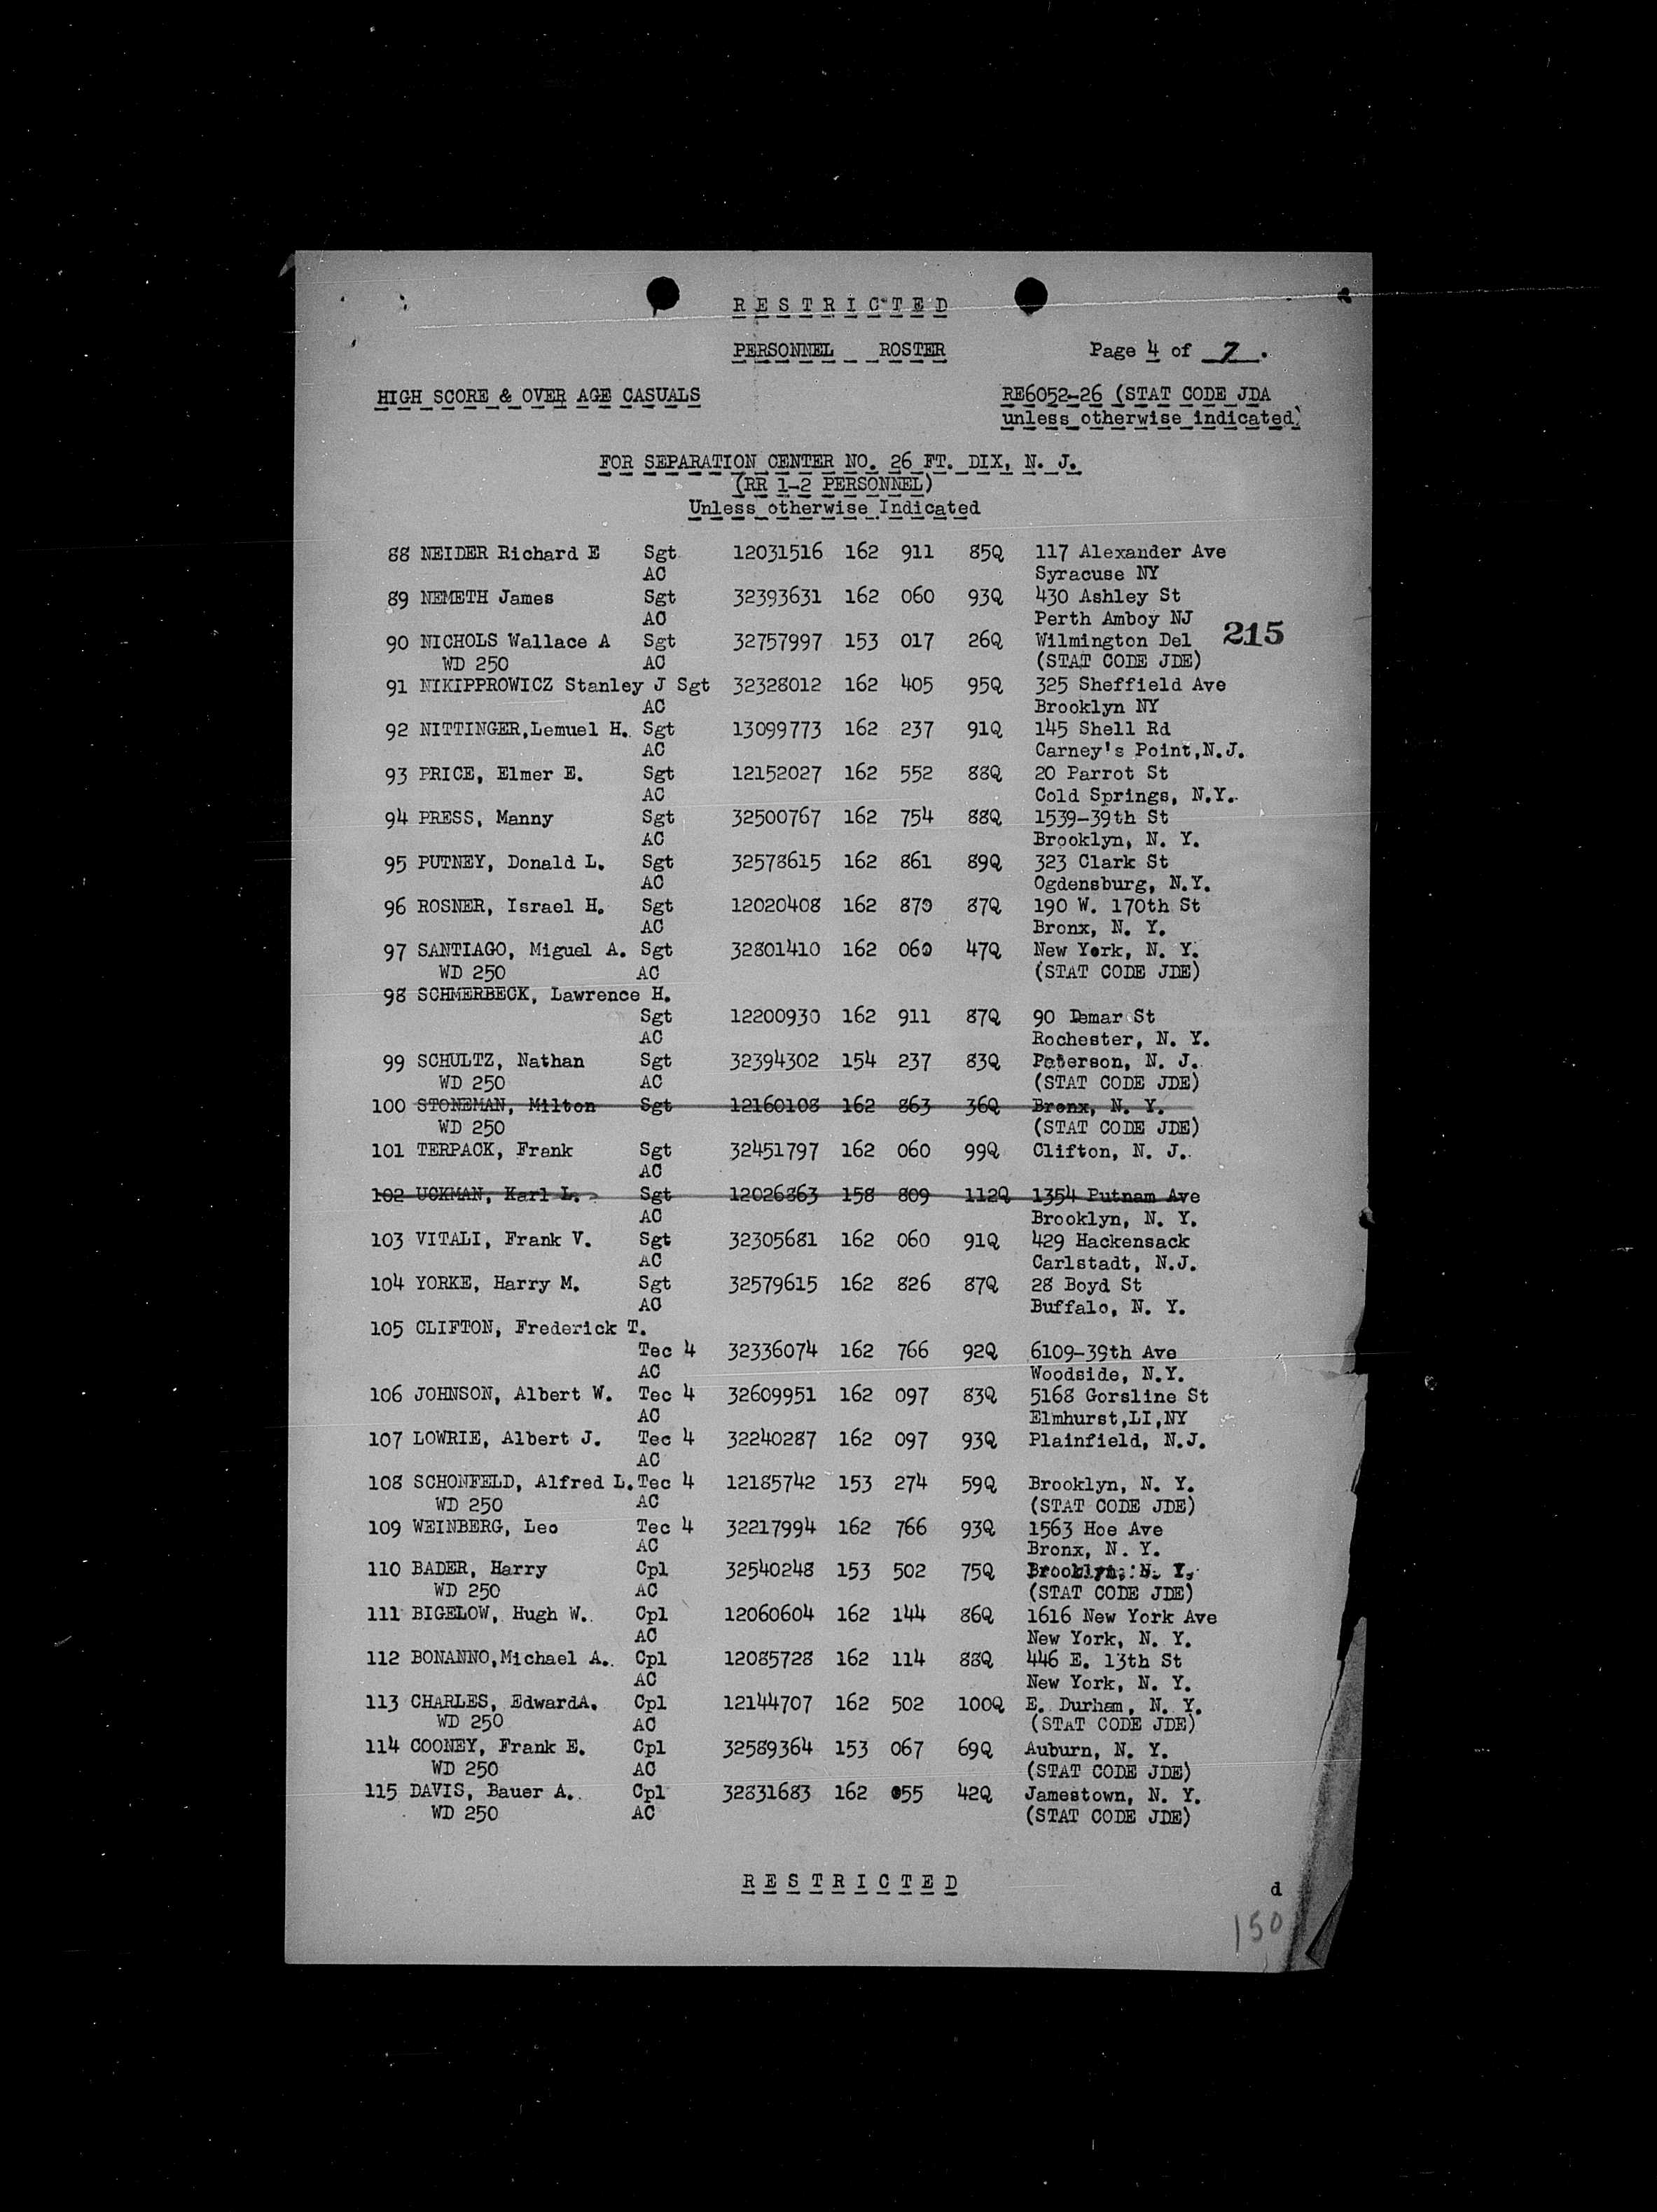 RESTRICTED
PERSONNEL ROSTER Page 4 of 7.
HIGH SCORE & OVER AGE CASUALS RE6052-26 (STAT CODE JDA
unless otherwise indicated)
FOR SEPARATION CENTER NO. 26 FT. DIX, N. J.
(RR 1-2 PERSONNEL)
Unless otherwise Indicated
88 NEIDER Richard E Sgt 12031516 162 911 85Q 117 Alexander Ave
AC Syracuse NY
89 NEMETH James Sgt 32393631 162 060 93Q 430 Ashley St
AC Perth Amboy NJ
215
90 NICHOLS Wallace A Sgt 32757997 153 017 26Q Wilmington Del
WD 250 AC (STAT CODE JDE)
91 NIKIPPROWICZ Stanley J Sgt 32328012 162 405 95Q 325 Sheffield Ave
AC Brooklyn NY
92 NITTINGER,Lemuel H. Sgt 13099773 162 237 91Q 145 Shell Rd
AC Carney's Point,N.J.
93 PRICE, Elmer E. Sgt 12152027 162 552 88Q 20 Parrot St
AC Cold Springs, N.Y.
94 PRESS, Manny Sgt 32500767 162 754 88Q 1539-39th St
AC Brooklyn, N. Y.
95 PUTNEY, Donald L. Sgt 32578615 162 861 89Q 323 Clark St
AC Ogdensburg, N.Y.
96 ROSNER, Israel H. Sgt 12020408 162 870 87Q 190 W. 170th St
AC Bronx, N. Y.
97 SANTIAGO, Miguel A. Sgt 32801410 162 060 47Q New York, N. Y.
WD 250 AC (STAT CODE JDE)
98 SCHMERBECK, Lawrence H.
Sgt 12200930 162 911 87Q 90 Demar St
AC Rochester, N. Y.
99 SCHULTZ, Nathan Sgt 32394302 154 237 83Q Paterson, N. J.
WD 250 AC (STAT CODE JDE)
100 STONEMAN, Milton Sgt 12160108 162 863 36Q Bronx, N. Y.
WD 250 (STAT CODE JDE)
101 TERPACK, Frank Sgt 32451797 162 060 99Q Clifton, N. J.
AC
102 UCKMAN, Karl L. Sgt 12026863 158 809 112Q 1354 Putnam Ave
AC Brooklyn, N. Y.
103 VITALI, Frank V. Sgt 32305681 162 060 91Q 429 Hackensack
AC Carlstadt, N.J.
104 YORKE, Harry M. Sgt 32579615 162 826 87Q 28 Boyd St
AC Buffalo, N. Y.
105 CLIFTON, Frederick T.
Tec 4 32336074 162 766 92Q 6109-39th Ave
AC Woodside, N.Y.
106 JOHNSON, Albert W. Tec 4 32609951 162 097 83Q 5168 Gorsline St
AC Elmhurst,LI,NY
107 LOWRIE, Albert J. Tec 4 32240287 162 097 93Q Plainfield, N.J.
AC
108 SCHONFELD, Alfred L. Tec 4 12185742 153 274 59Q Brooklyn, N. Y.
WD 250 AC (STAT CODE JDE)
109 WEINBERG, Leo Tec 4 32217994 162 766 93Q 1563 Hoe Ave
AC Bronx, N. Y.
110 BADER, Harry Cpl 32540248 153 502 75Q Brooklyn, N. Y.
WD 250 AC (STAT CODE JDE)
111 BIGELOW, Hugh W. Cpl 12060604 162 144 86Q 1616 New York Ave
AC New York, N. Y.
112 BONANNO,Michael A. Cpl 12085728 162 114 88Q 446 E. 13th St
AC New York, N. Y.
113 CHARLES, EdwardA. Cpl 12144707 162 502 100Q E. Durham, N. Y.
WD 250 AC (STAT CODE JDE)
114 COONEY, Frank E. Cpl 32589364 153 067 69Q Auburn, N. Y.
WD 250 AC (STAT CODE JDE)
115 DAVIS, Bauer A. Cpl 32831683 162 055 42Q Jamestown, N. Y.
WD 250 AC (STAT CODE JDE)
RESTRICTED
d
150